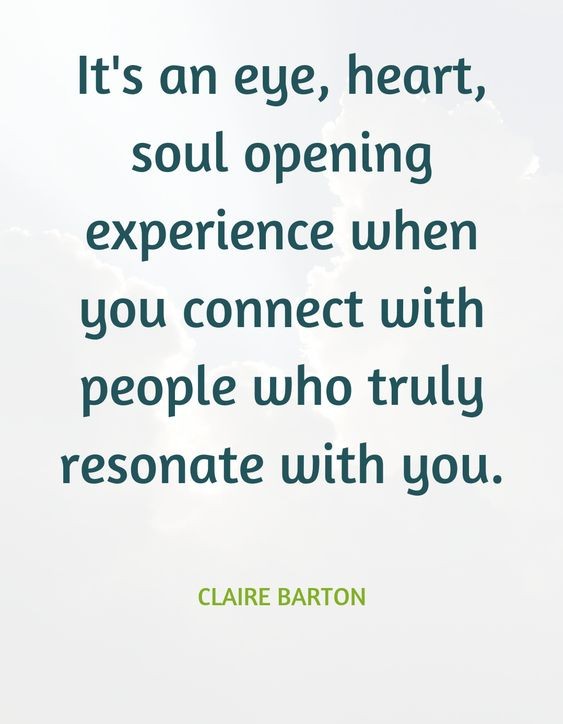 It's an eye, heart,
soul opening
experience when
you connect with
people who truly
resonate with you.
CLAIRE BARTON